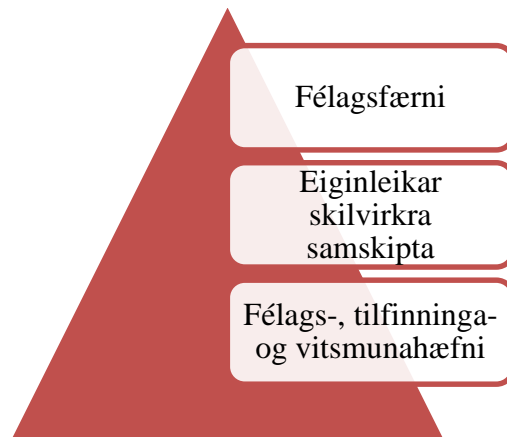 Félagsfærni
Eiginleikar
skilvirkra
samskipta
Félags-, tilfinninga-
og vitsmunahæfni